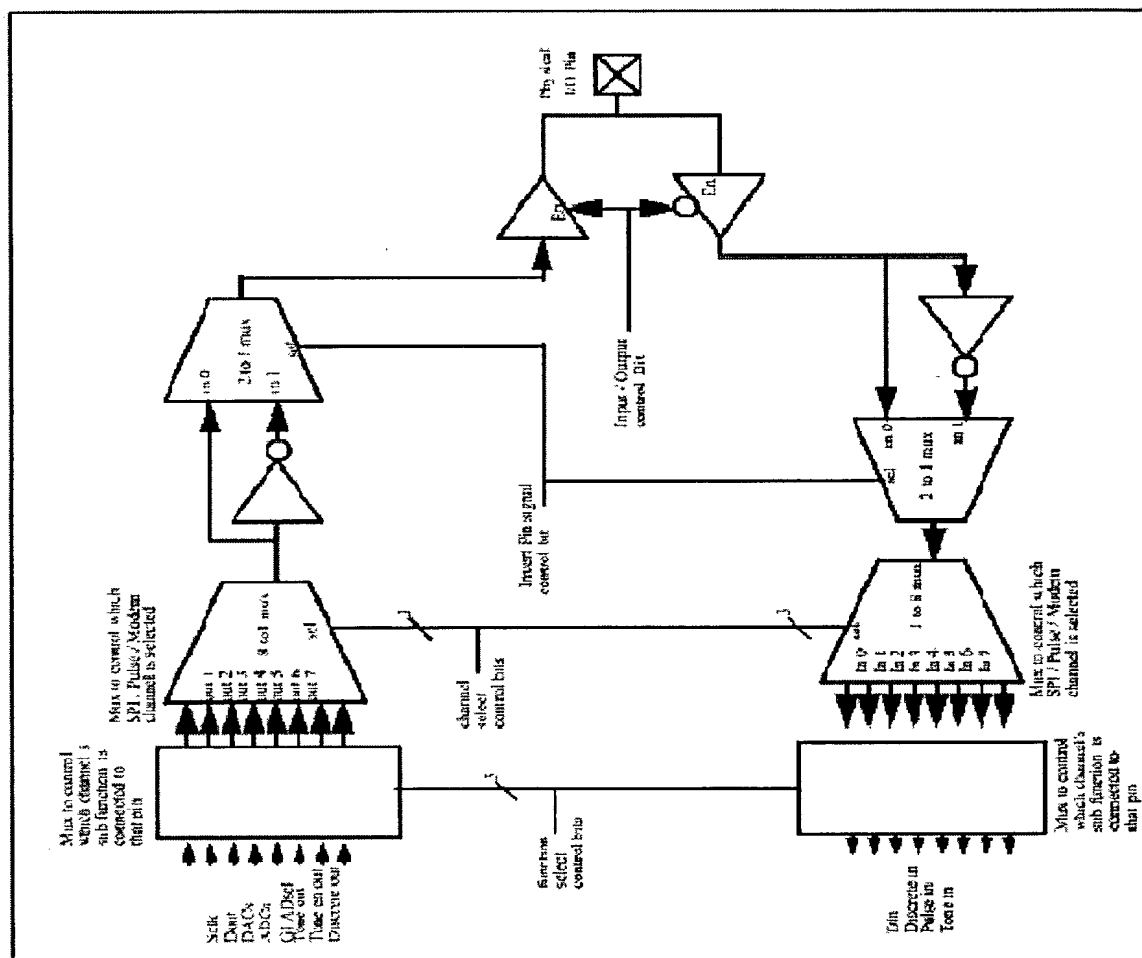 Physical
I/O Pin
En
En
2 to 1 mux
in 0
in 1
sel
Input / Output
control Bit
in 0
in 1
sel
2 to 1 mux
Invert Pin signal
control bit
Mux to control which
SPI / Pulse / Modem
channel is selected
8 to 1 mux
sel
out 1
out 2
out 3
out 4
out 5
out 6
out 7
3
channel
select
control bits
3
1 to 8 mux
sel
In 0
In 1
In 2
In 3
In 4
In 5
In 6
In 7
Mux to control which
SPI / Pulse / Modem
channel is selected
Mux to control
which channel's
sub function is
connected to
that pin
function
select
control bits
Mux to control
which channel's
sub function is
connected to
that pin
Sclk
Dout
DACs
ADCs
Tone out
Tone en out
Discrete out
Din
Discrete in
Pulse in
Tone in